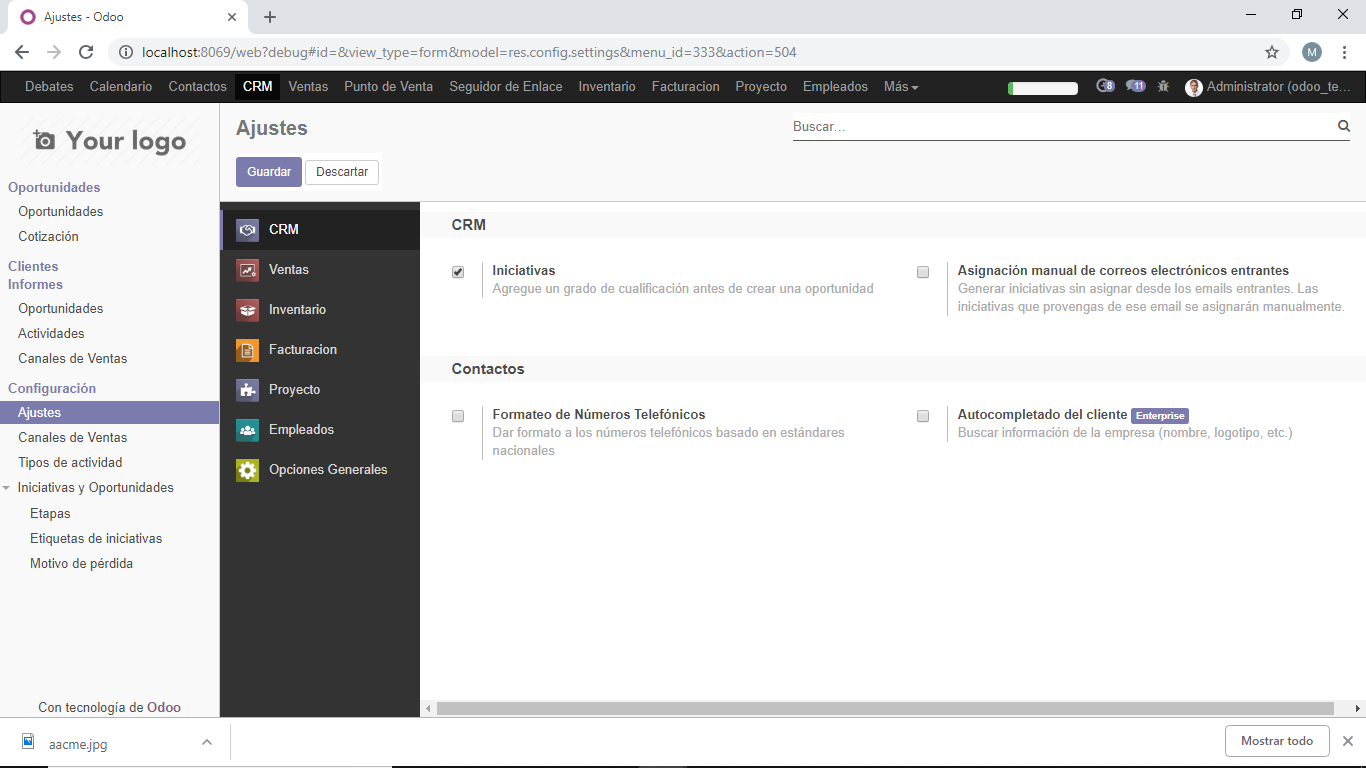 Ajustes - Odoo
localhost:8069/web?debug#id=&view_type=form&model=res.config.settings&menu_id=333&action=504
M
Debates Calendario Contactos CRM Ventas Punto de Venta Seguidor de Enlace Inventario Facturacion Proyecto Empleados Más
8 11 Administrator (odoo_te...
Your logo
Oportunidades
Oportunidades
Cotización
Clientes
Informes
Oportunidades
Actividades
Canales de Ventas
Configuración
Ajustes
Canales de Ventas
Tipos de actividad
Iniciativas y Oportunidades
Etapas
Etiquetas de iniciativas
Motivo de pérdida
Con tecnología de Odoo
Ajustes
Buscar...
Guardar Descartar
CRM
Ventas
Inventario
Facturacion
Proyecto
Empleados
Opciones Generales
CRM
Iniciativas
Agregue un grado de cualificación antes de crear una oportunidad
Asignación manual de correos electrónicos entrantes
Generar iniciativas sin asignar desde los emails entrantes. Las
iniciativas que provengas de ese email se asignarán manualmente.
Contactos
Formateo de Números Telefónicos
Dar formato a los números telefónicos basado en estándares
nacionales
Autocompletado del cliente Enterprise
Buscar información de la empresa (nombre, logotipo, etc.)
aacme.jpg
Mostrar todo